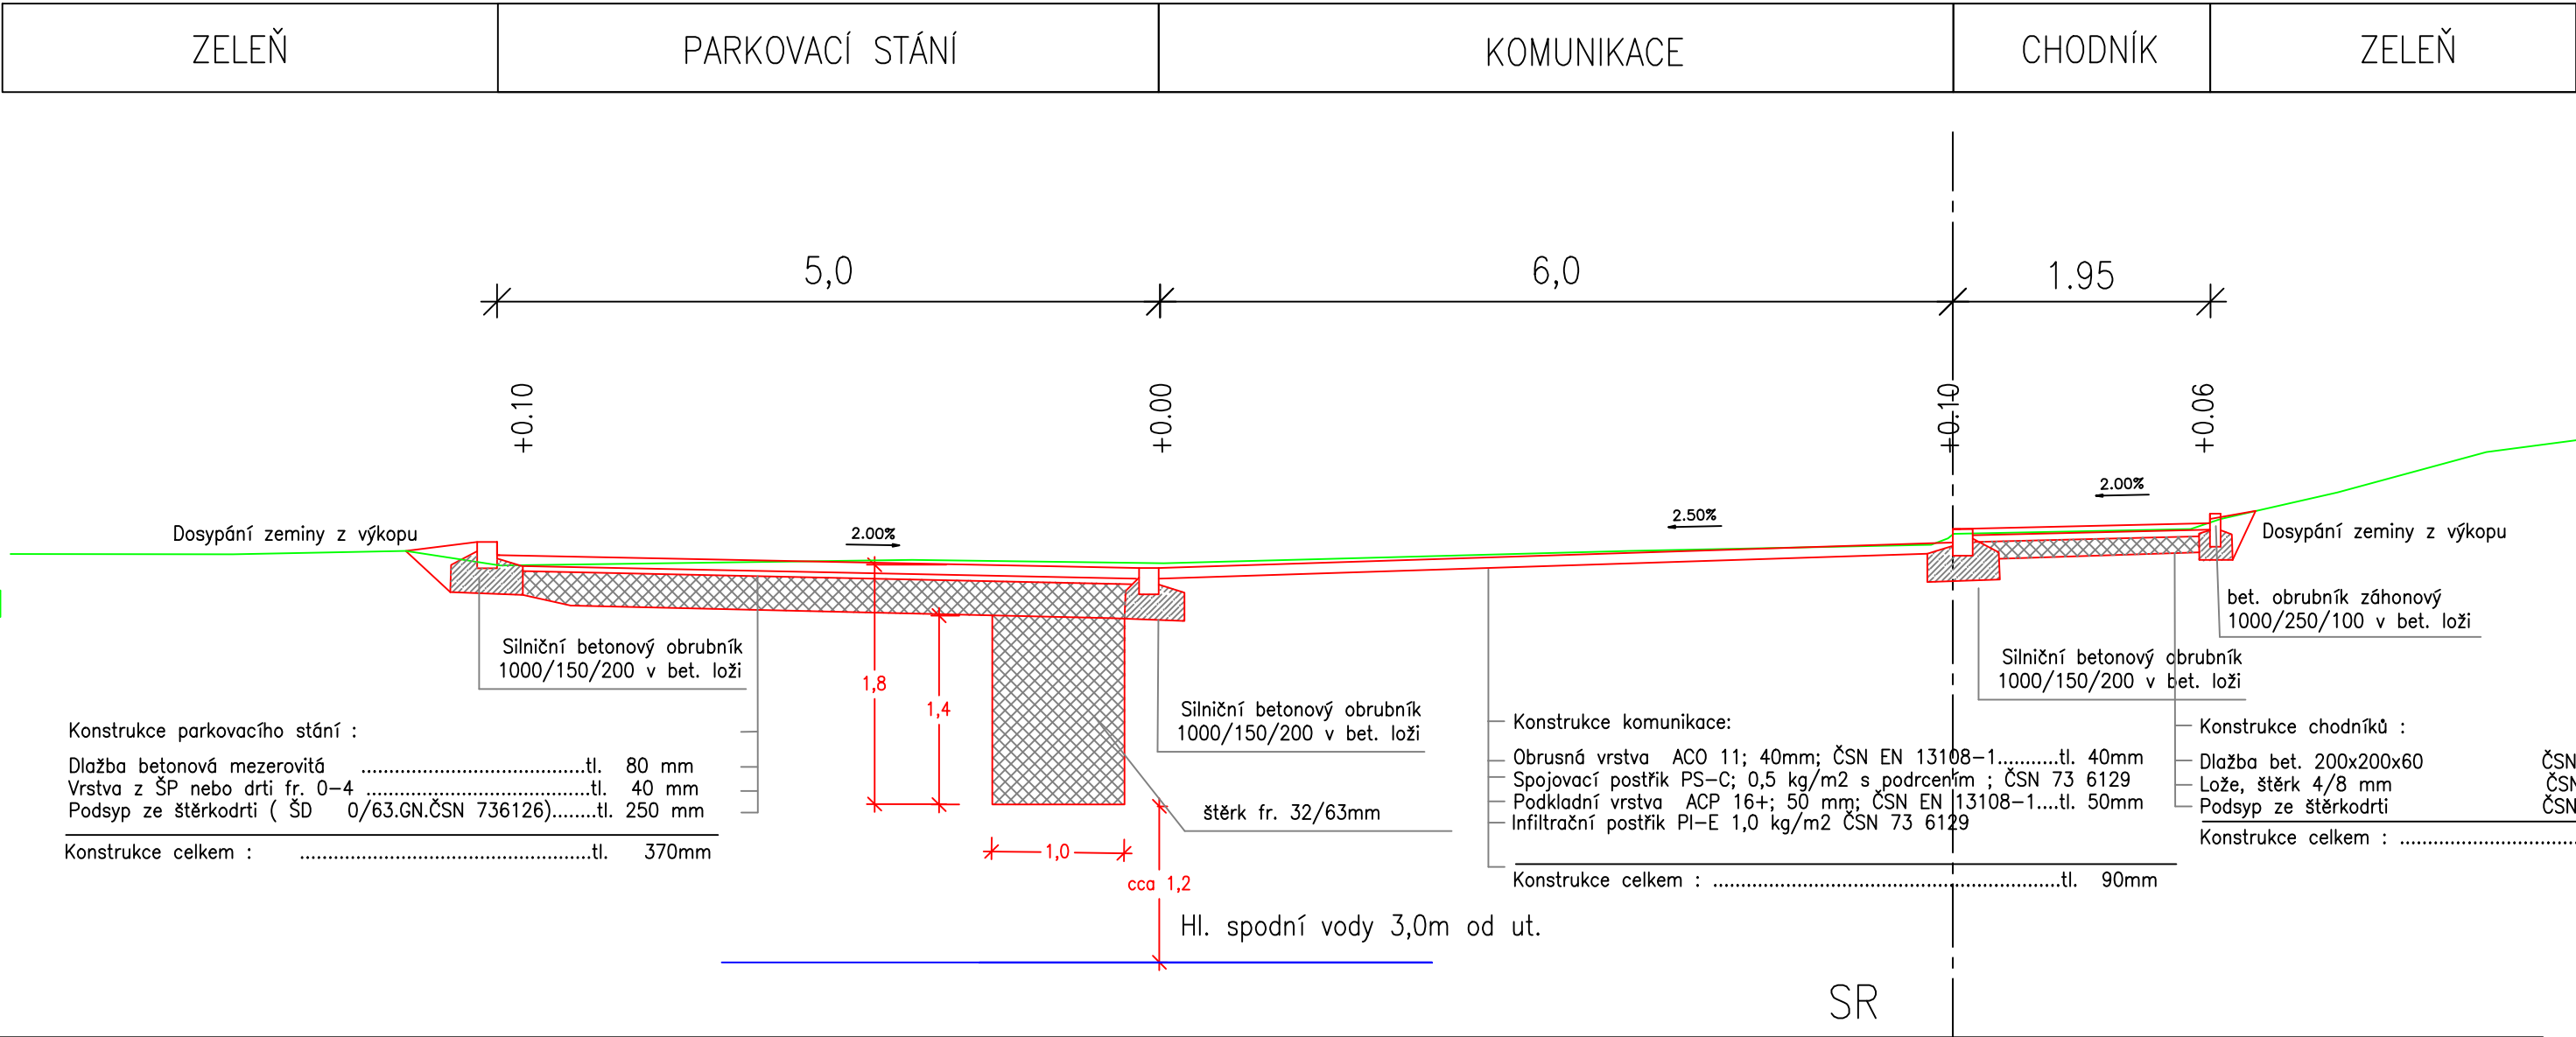 ZELEŇ
PARKOVACÍ STÁNÍ
KOMUNIKACE
CHODNÍK
ZELEŇ
5,0
6,0
1.95
+0.10
+0.00
+0.10
+0.06
Dosypání zeminy z výkopu
2.00%
2.50%
2.00%
Dosypání zeminy z výkopu
Silniční betonový obrubník
1000/150/200 v bet. loži
1,8
1,4
1,0
cca 1,2
Silniční betonový obrubník
1000/150/200 v bet. loži
štěrk fr. 32/63mm
Silniční betonový obrubník
1000/150/200 v bet. loži
bet. obrubník záhonový
1000/250/100 v bet. loži
Konstrukce parkovacího stání :
Dlažba betonová mezerovitá ........................................tl. 80 mm
Vrstva z ŠP nebo drti fr. 0-4 ........................................tl. 40 mm
Podsyp ze štěrkodrti ( ŠD 0/63.GN.ČSN 736126)........tl. 250 mm
Konstrukce celkem : ....................................................tl. 370mm
Konstrukce komunikace:
Obrusná vrstva ACO 11; 40mm; ČSN EN 13108-1...........tl. 40mm
Spojovací postřik PS-C; 0,5 kg/m2 s podrcením ; ČSN 73 6129
Podkladní vrstva ACP 16+; 50 mm; ČSN EN 13108-1....tl. 50mm
Infiltrační postřik PI-E 1,0 kg/m2 ČSN 73 6129
Konstrukce celkem : ..............................................................tl. 90mm
Konstrukce chodníků :
Dlažba bet. 200x200x60 ČSN
Lože, štěrk 4/8 mm ČSN
Podsyp ze štěrkodrti ČSN
Konstrukce celkem : ................................
Hl. spodní vody 3,0m od ut.
SR